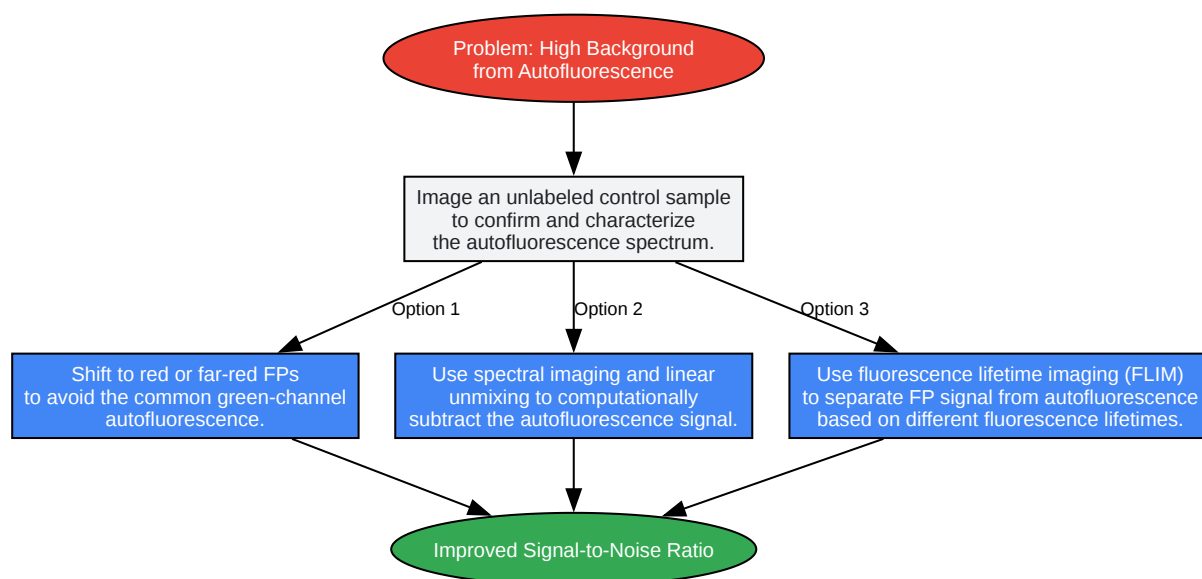 Problem: High Background
from Autofluorescence
Image an unlabeled control sample
to confirm and characterize
the autofluorescence spectrum.
Option 1
Option 2
Option 3
Shift to red or far-red FPs
to avoid the common green-channel
autofluorescence.
Use spectral imaging and linear
unmixing to computationally
subtract the autofluorescence signal.
Use fluorescence lifetime imaging (FLIM)
to separate FP signal from autofluorescence
based on different fluorescence lifetimes.
Improved Signal-to-Noise Ratio